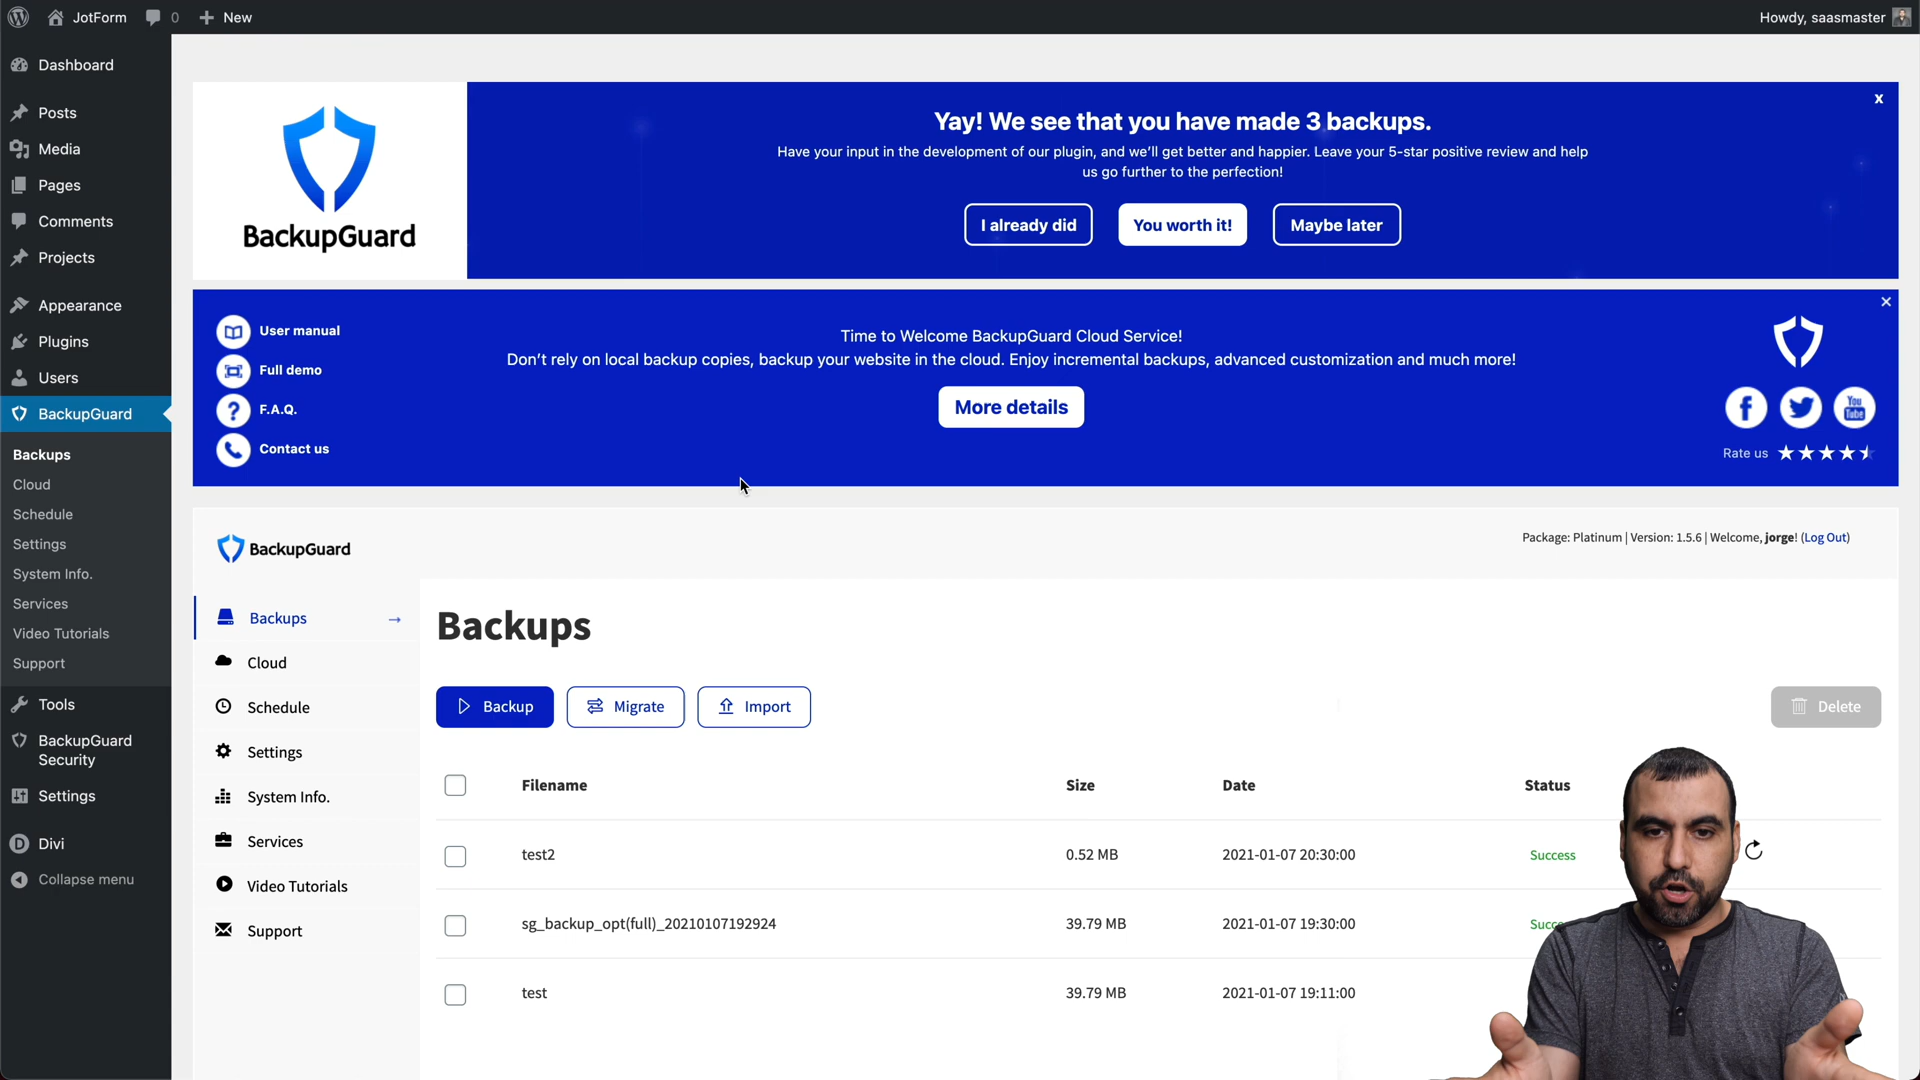 JotForm
0
New
Howdy, saasmaster
Dashboard
Posts
Media
Pages
Comments
Projects
Appearance
Plugins
Users
BackupGuard
Backups
Cloud
Schedule
Settings
System Info.
Services
Video Tutorials
Support
Tools
BackupGuard
Security
Settings
Divi
Collapse menu
BackupGuard
x
Yay! We see that you have made 3 backups.
Have your input in the development of our plugin, and we'll get better and happier. Leave your 5-star positive review and help
us go further to the perfection!
I already did
You worth it!
Maybe later
User manual
Full demo
F.A.Q.
Contact us
Time to Welcome BackupGuard Cloud Service!
Don't rely on local backup copies, backup your website in the cloud. Enjoy incremental backups, advanced customization and much more!
More details
You
Tube
Rate us
BackupGuard
Package: Platinum | Version: 1.5.6 | Welcome, jorge! (Log Out)
Backups
Cloud
Schedule
Settings
System Info.
Services
Video Tutorials
Support
Backups
Backup
Migrate
Import
Delete
Filename Size Date Status
test2 0.52 MB 2021-01-07 20:30:00 Success
sg_backup_opt(full)_20210107192924 39.79 MB 2021-01-07 19:30:00
test 39.79 MB 2021-01-07 19:11:00